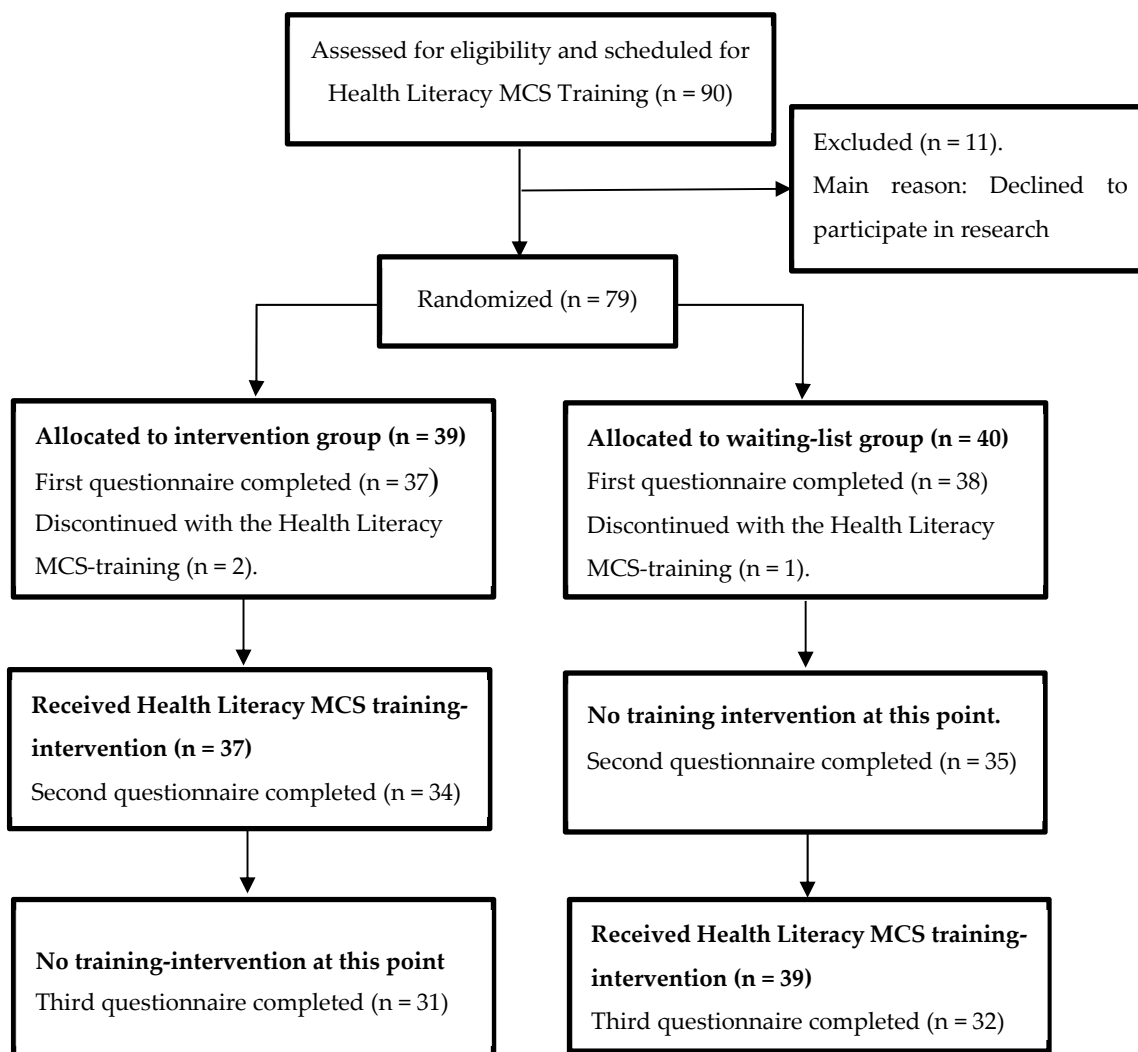 Assessed for eligibility and scheduled for
Health Literacy MCS Training (n = 90)
Excluded (n = 11).
Main reason: Declined to
participate in research
Randomized (n = 79)
Allocated to intervention group (n = 39)
First questionnaire completed (n = 37)
Discontinued with the Health Literacy
MCS-training (n = 2).
Allocated to waiting-list group (n = 40)
First questionnaire completed (n = 38)
Discontinued with the Health Literacy
MCS-training (n = 1).
Received Health Literacy MCS training-
intervention (n = 37)
Second questionnaire completed (n = 34)
No training intervention at this point.
Second questionnaire completed (n = 35)
No training-intervention at this point
Third questionnaire completed (n = 31)
Received Health Literacy MCS training-
intervention (n = 39)
Third questionnaire completed (n = 32)